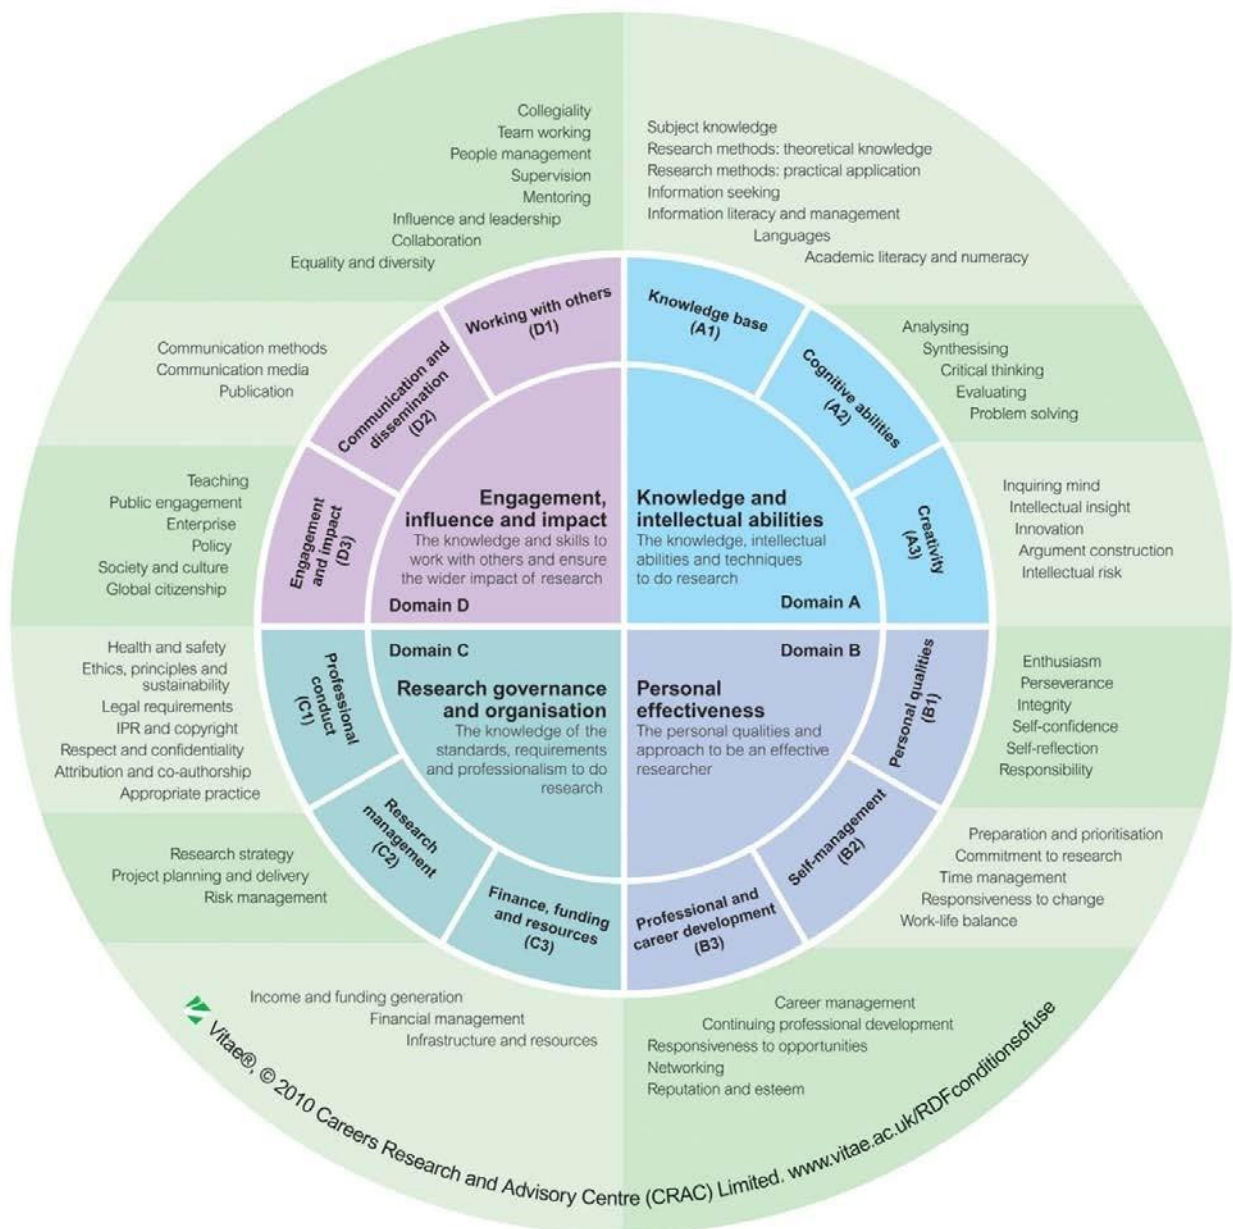 Collegiality
Team working
People management
Supervision
Mentoring
Influence and leadership
Collaboration
Equality and diversity
Subject knowledge
Research methods: theoretical knowledge
Research methods: practical application
Information seeking
Information literacy and management
Languages
Academic literacy and numeracy
Working with others
(D1)
Knowledge base
(A1)
Communication methods
Communication media
Publication
Communication and
dissemination
(D2)
Cognitive abilities
(A2)
Analysing
Synthesising
Critical thinking
Evaluating
Problem solving
Teaching
Public engagement
Enterprise
Policy
Society and culture
Global citizenship
Engagement
and impact
(D3)
Engagement,
influence and impact
The knowledge and skills to
work with others and ensure
the wider impact of research
Domain D
Knowledge and
intellectual abilities
The knowledge, intellectual
abilities and techniques
to do research
Domain A
Creativity
(A3)
Inquiring mind
Intellectual insight
Innovation
Argument construction
Intellectual risk
Health and safety
Ethics, principles and
sustainability
Legal requirements
IPR and copyright
Respect and confidentiality
Attribution and co-authorship
Appropriate practice
Professional
conduct
(C1)
Domain C
Research governance
and organisation
The knowledge of the
standards, requirements
and professionalism to do
research
Domain B
Personal
effectiveness
The personal qualities and
approach to be an effective
researcher
Personal qualities
(B1)
Enthusiasm
Perseverance
Integrity
Self-confidence
Self-reflection
Responsibility
Research strategy
Project planning and delivery
Risk management
Research
management
(C2)
Self-management
(B2)
Preparation and prioritisation
Commitment to research
Time management
Responsiveness to change
Work-life balance
Finance, funding
and resources
(C3)
Professional and
career development
(B3)
Income and funding generation
Financial management
Infrastructure and resources
Career management
Continuing professional development
Responsiveness to opportunities
Networking
Reputation and esteem
Vitae®, © 2010 Careers Research and Advisory Centre (CRAC) Limited. www.vitae.ac.uk/RDFconditionsofuse